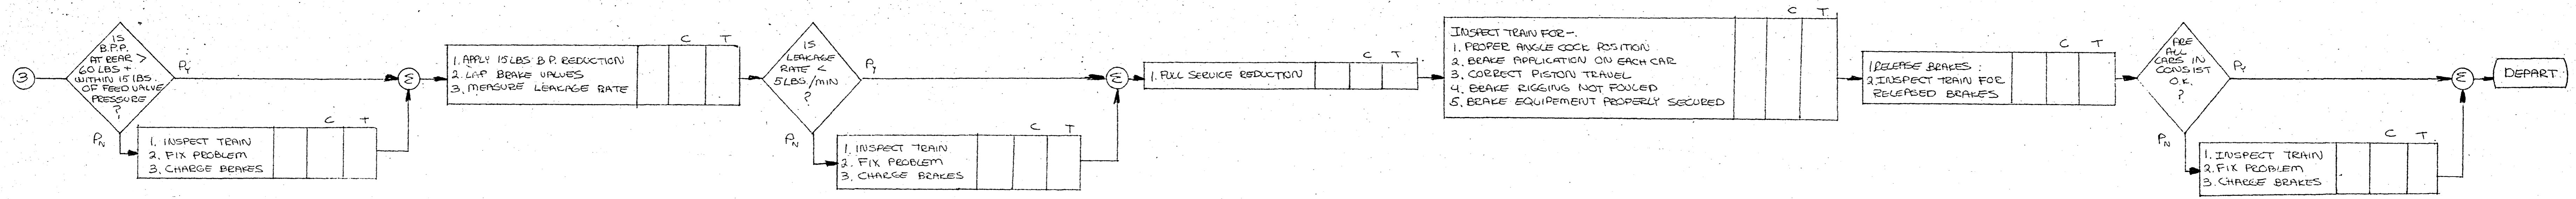 3
IS
B.P.P.
AT REAR >
60 LBS +
WITHIN 15 LBS.
OF FEED VALVE
PRESSURE
?
PY
PN
C T
1. INSPECT TRAIN
2. FIX PROBLEM
3. CHARGE BRAKES
Σ
C T
1. APPLY 15 LBS B.P. REDUCTION
2. LAP BRAKE VALVES
3. MEASURE LEAKAGE RATE
IS
LEAKAGE
RATE <
5 LBS/MIN
?
PY
PN
C T
1. INSPECT TRAIN
2. FIX PROBLEM
3. CHARGE BRAKES
Σ
C T
1. FULL SERVICE REDUCTION
C T
INSPECT TRAIN FOR-.
1. PROPER ANGLE COCK POSITION
2. BRAKE APPLICATION ON EACH CAR
3. CORRECT PISTON TRAVEL
4. BRAKE RIGGING NOT FOULED
5. BRAKE EQUIPEMENT PROPERLY SECURED
C T
1 RELEASE BRAKES :
2 INSPECT TRAIN FOR
RELEASED BRAKES
ARE
ALL
CARS IN
CONSIST
O.K.
?
PY
PN
C T
1. INSPECT TRAIN
2. FIX PROBLEM
3. CHARGE BRAKES
Σ
DEPART.